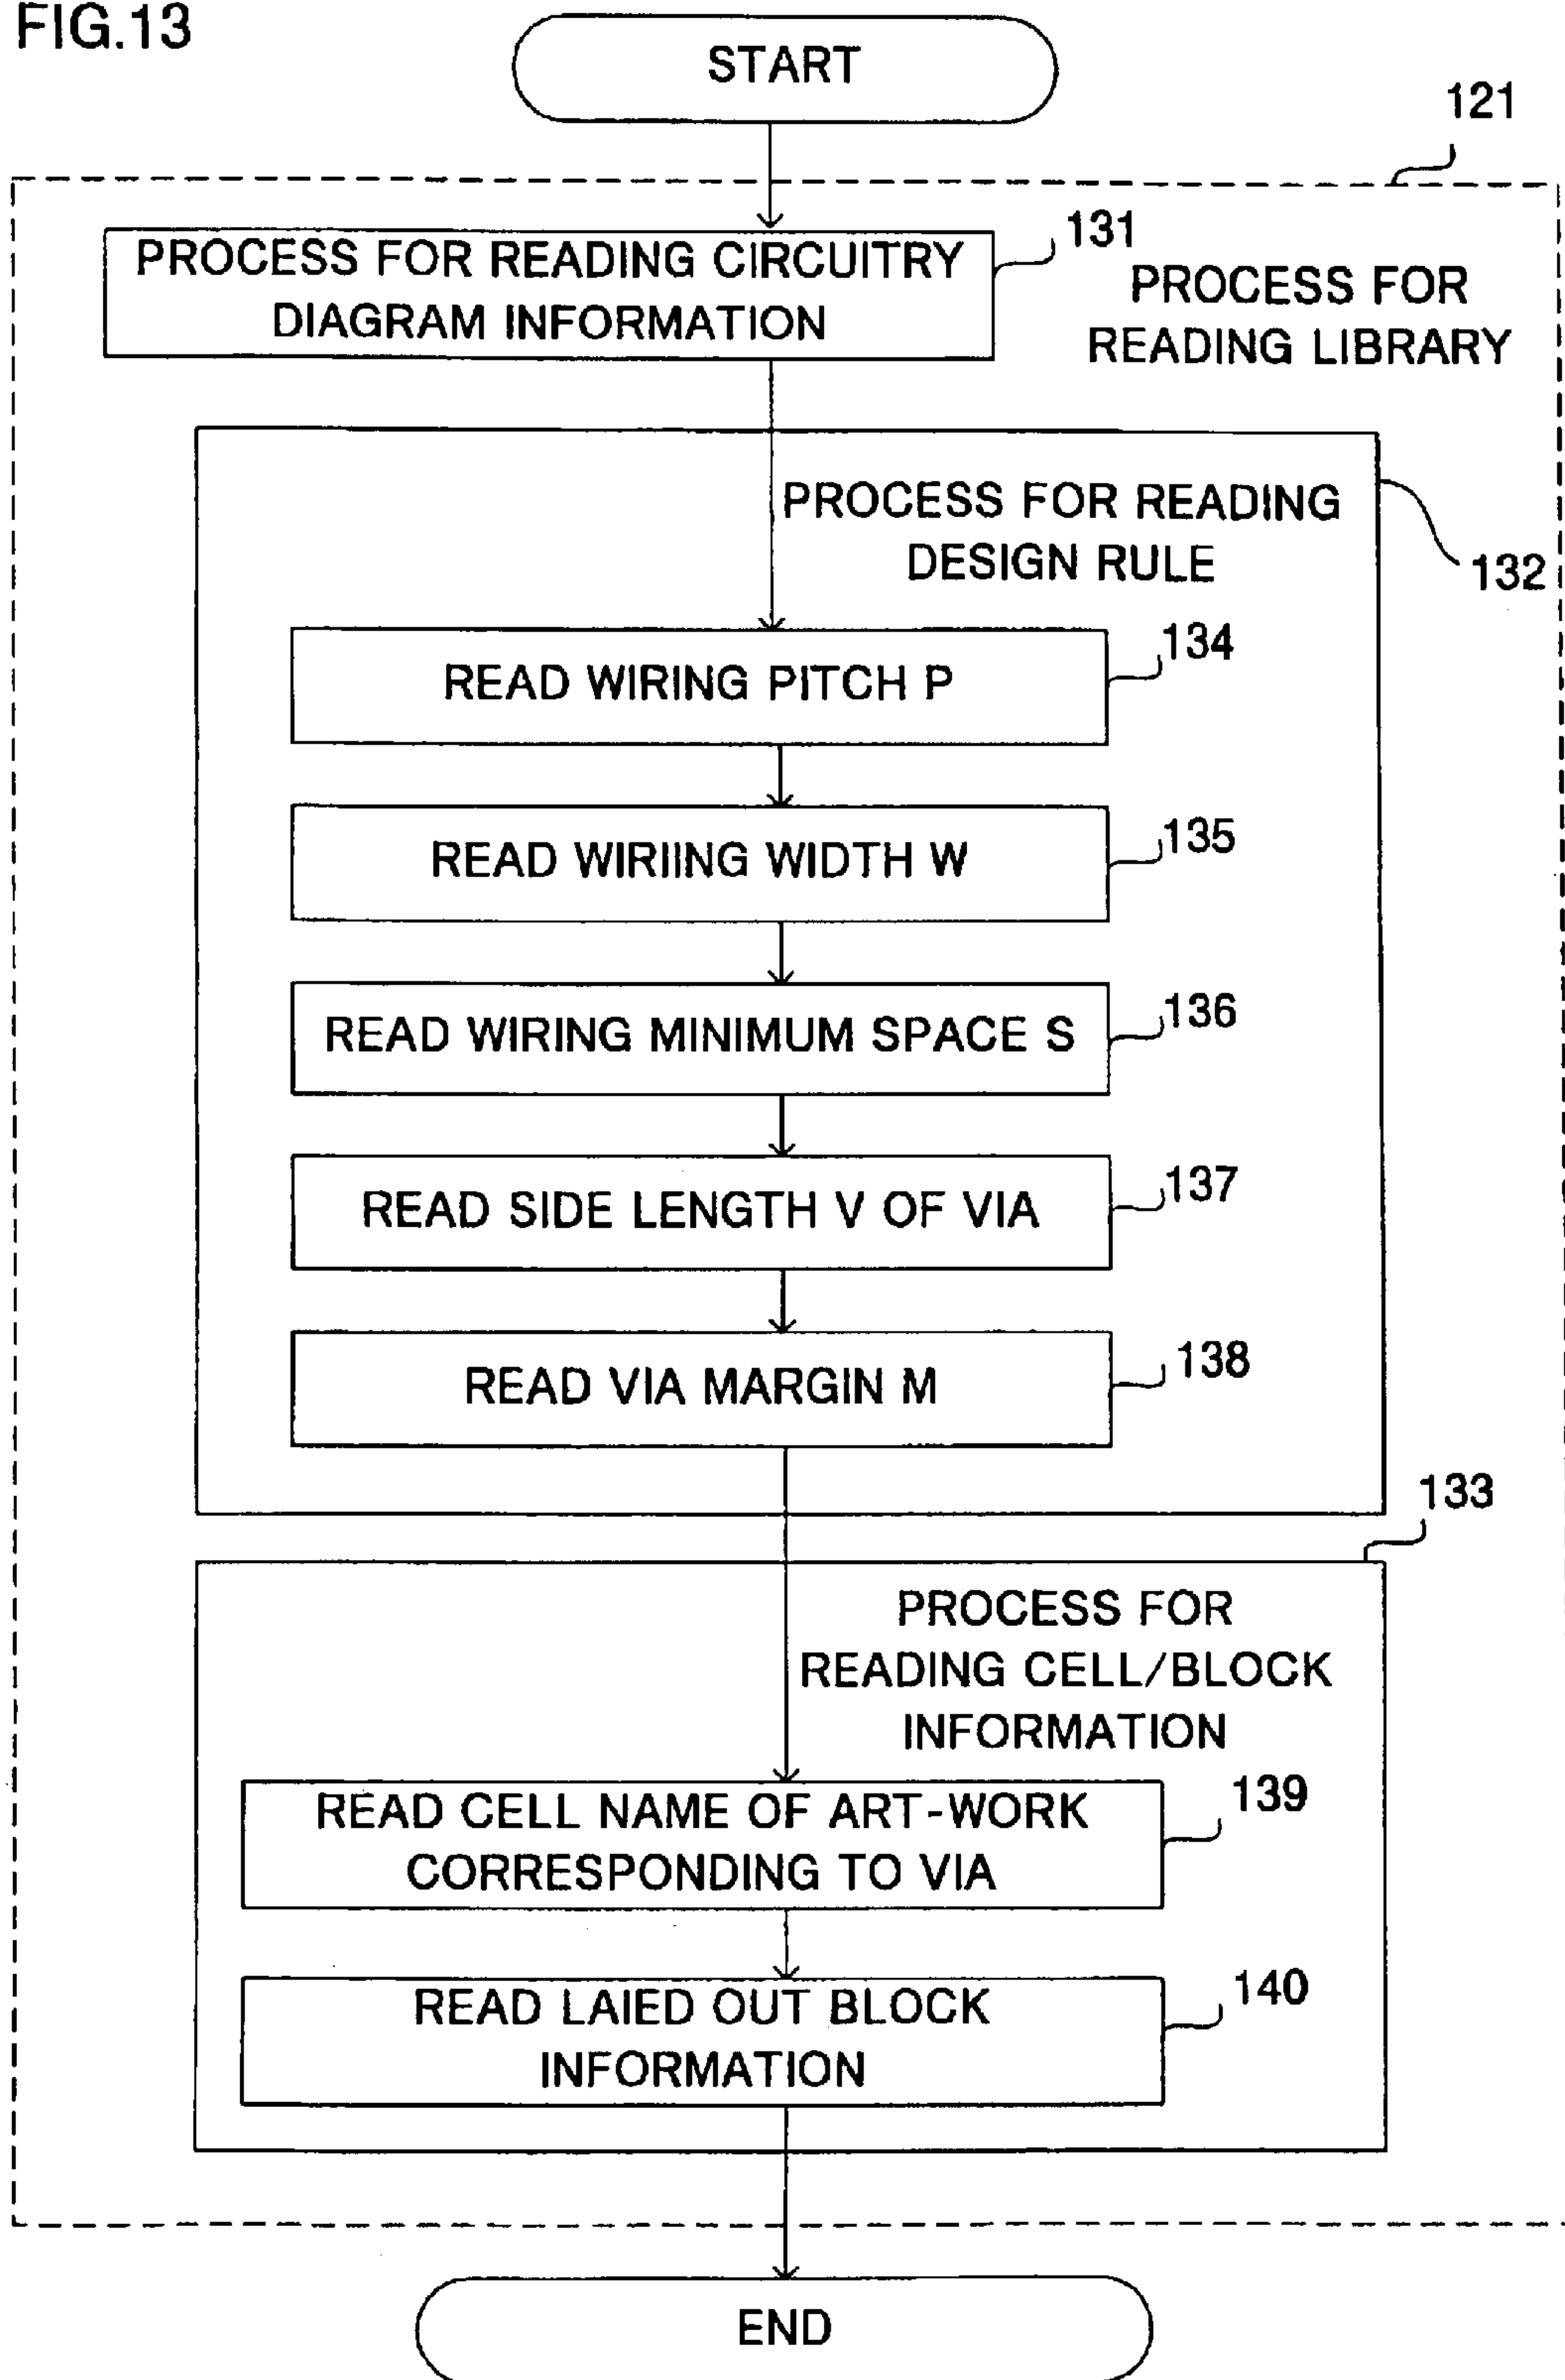 FIG.13
START
121
PROCESS FOR READING CIRCUITRY
DIAGRAM INFORMATION
131
PROCESS FOR
READING LIBRARY
PROCESS FOR READING
DESIGN RULE
132
READ WIRING PITCH P
134
READ WIRIING WIDTH W
135
READ WIRING MINIMUM SPACE S
136
READ SIDE LENGTH V OF VIA
137
READ VIA MARGIN M
138
133
PROCESS FOR
READING CELL/BLOCK
INFORMATION
READ CELL NAME OF ART-WORK
CORRESPONDING TO VIA
139
READ LAIED OUT BLOCK
INFORMATION
140
END